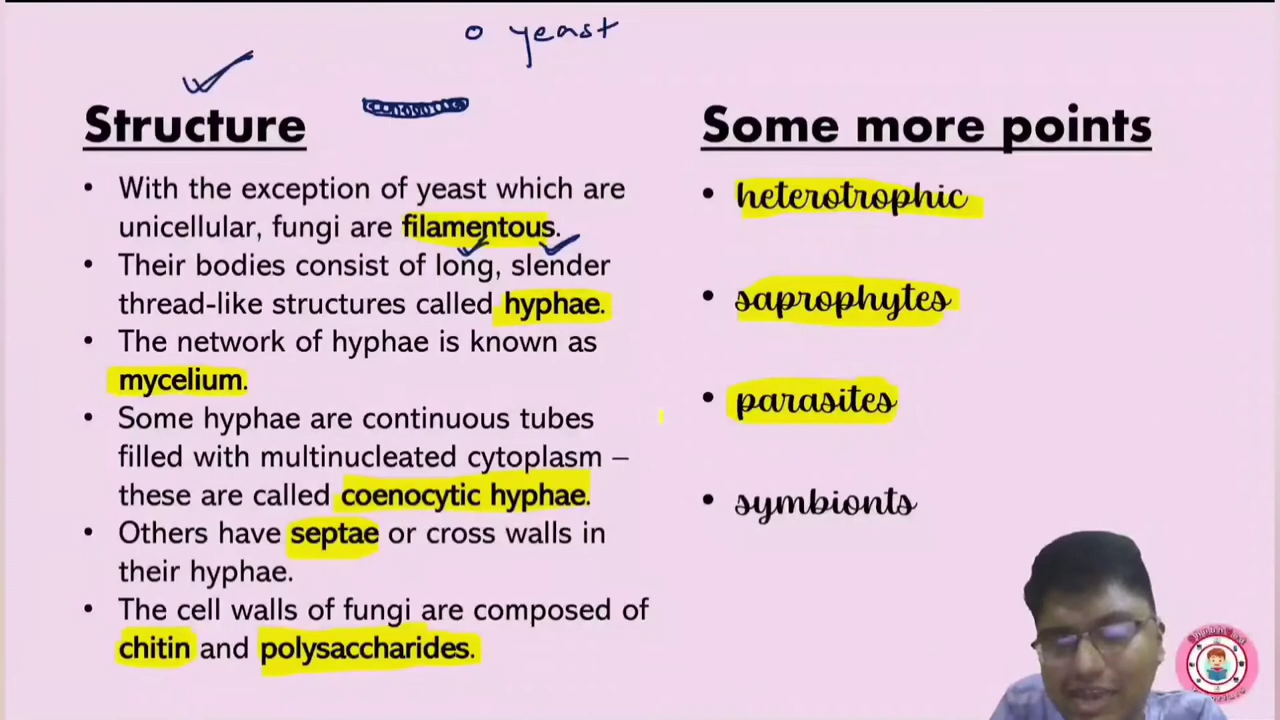 yeast
Structure
• With the exception of yeast which are
unicellular, fungi are filamentous.
• Their bodies consist of long, slender
thread-like structures called hyphae.
• The network of hyphae is known as
mycelium.
• Some hyphae are continuous tubes
filled with multinucleated cytoplasm –
these are called coenocytic hyphae.
• Others have septae or cross walls in
their hyphae.
• The cell walls of fungi are composed of
chitin and polysaccharides.
Some more points
• heterotrophic
• saprophytes
• parasites
• symbionts